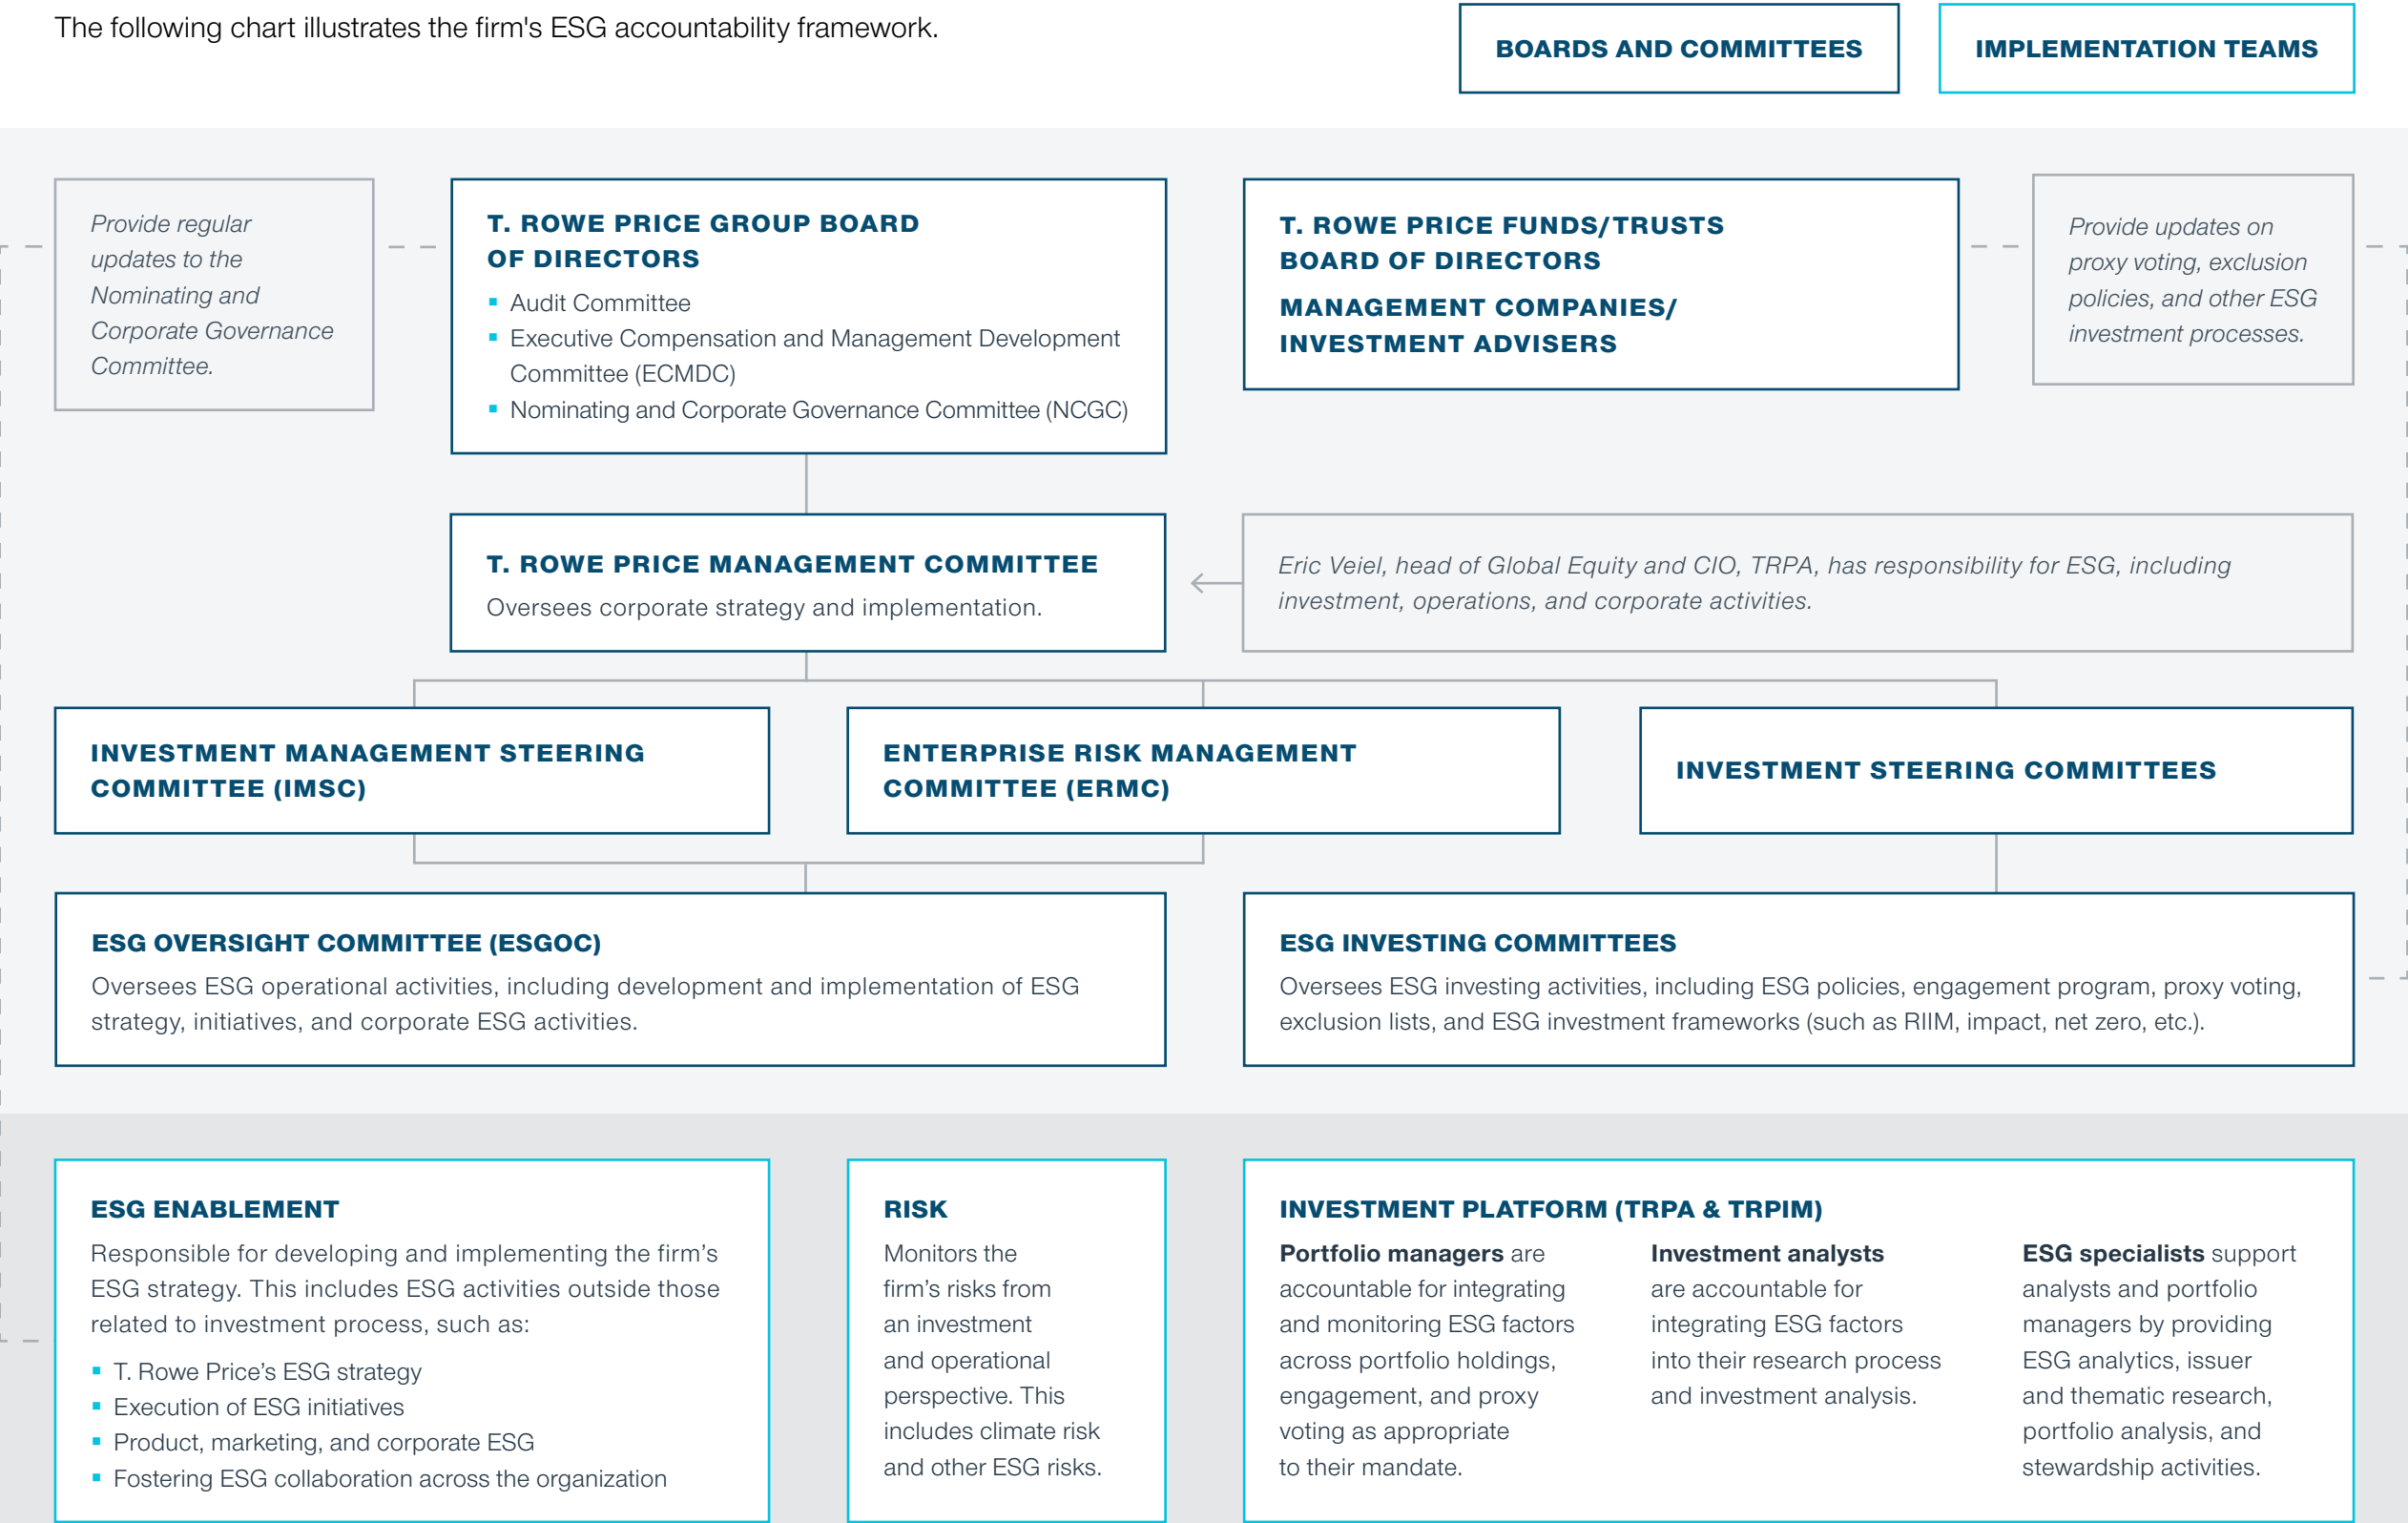 The following chart illustrates the firm's ESG accountability framework.
BOARDS AND COMMITTEES
IMPLEMENTATION TEAMS
Provide regular
updates to the
Nominating and
Corporate Governance
Committee.
T. ROWE PRICE GROUP BOARD
OF DIRECTORS
▪ Audit Committee
▪ Executive Compensation and Management Development
Committee (ECMDC)
▪ Nominating and Corporate Governance Committee (NCGC)
T. ROWE PRICE FUNDS/TRUSTS
BOARD OF DIRECTORS
MANAGEMENT COMPANIES/
INVESTMENT ADVISERS
Provide updates on
proxy voting, exclusion
policies, and other ESG
investment processes.
T. ROWE PRICE MANAGEMENT COMMITTEE
Oversees corporate strategy and implementation.
Eric Veiel, head of Global Equity and CIO, TRPA, has responsibility for ESG, including
investment, operations, and corporate activities.
INVESTMENT MANAGEMENT STEERING
COMMITTEE (IMSC)
ENTERPRISE RISK MANAGEMENT
COMMITTEE (ERMC)
INVESTMENT STEERING COMMITTEES
ESG OVERSIGHT COMMITTEE (ESGOC)
Oversees ESG operational activities, including development and implementation of ESG
strategy, initiatives, and corporate ESG activities.
ESG INVESTING COMMITTEES
Oversees ESG investing activities, including ESG policies, engagement program, proxy voting,
exclusion lists, and ESG investment frameworks (such as RIIM, impact, net zero, etc.).
ESG ENABLEMENT
Responsible for developing and implementing the firm’s
ESG strategy. This includes ESG activities outside those
related to investment process, such as:
▪ T. Rowe Price’s ESG strategy
▪ Execution of ESG initiatives
▪ Product, marketing, and corporate ESG
▪ Fostering ESG collaboration across the organization
RISK
Monitors the
firm’s risks from
an investment
and operational
perspective. This
includes climate risk
and other ESG risks.
INVESTMENT PLATFORM (TRPA & TRPIM)
Portfolio managers are
accountable for integrating
and monitoring ESG factors
across portfolio holdings,
engagement, and proxy
voting as appropriate
to their mandate.
Investment analysts
are accountable for
integrating ESG factors
into their research process
and investment analysis.
ESG specialists support
analysts and portfolio
managers by providing
ESG analytics, issuer
and thematic research,
portfolio analysis, and
stewardship activities.